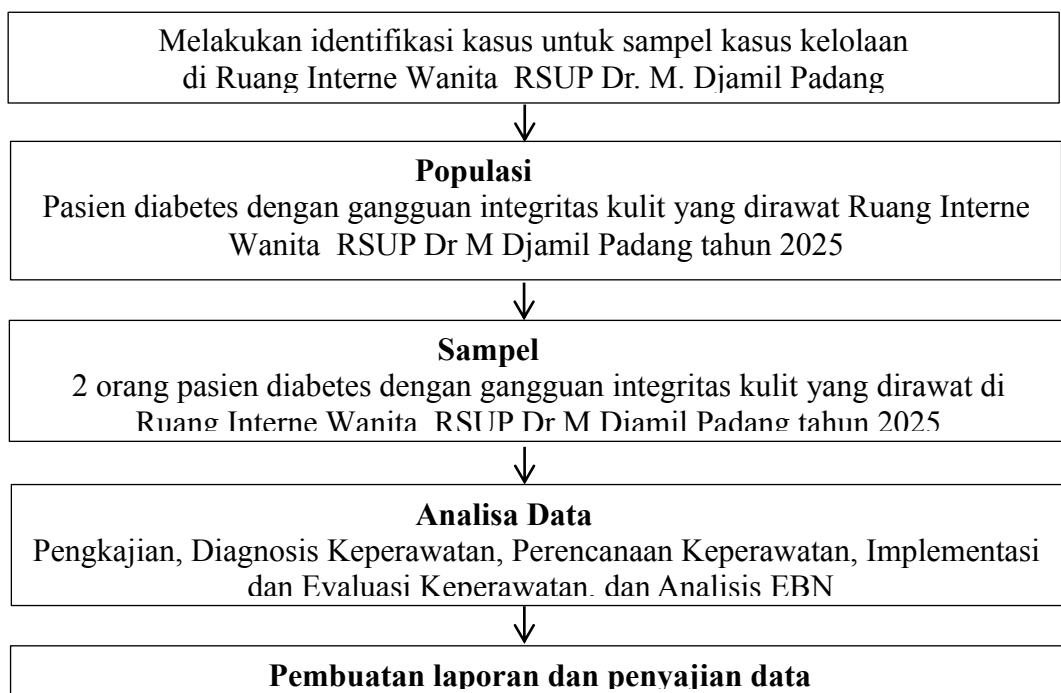 Melakukan identifikasi kasus untuk sampel kasus kelolaan
di Ruang Interne Wanita RSUP Dr. M. Djamil Padang
Populasi
Pasien diabetes dengan gangguan integritas kulit yang dirawat Ruang Interne
Wanita RSUP Dr M Djamil Padang tahun 2025
Sampel
2 orang pasien diabetes dengan gangguan integritas kulit yang dirawat di
Ruang Interne Wanita RSUP Dr M Djamil Padang tahun 2025
Analisa Data
Pengkajian, Diagnosis Keperawatan, Perencanaan Keperawatan, Implementasi
dan Evaluasi Keperawatan, dan Analisis EBN
Pembuatan laporan dan penyajian data